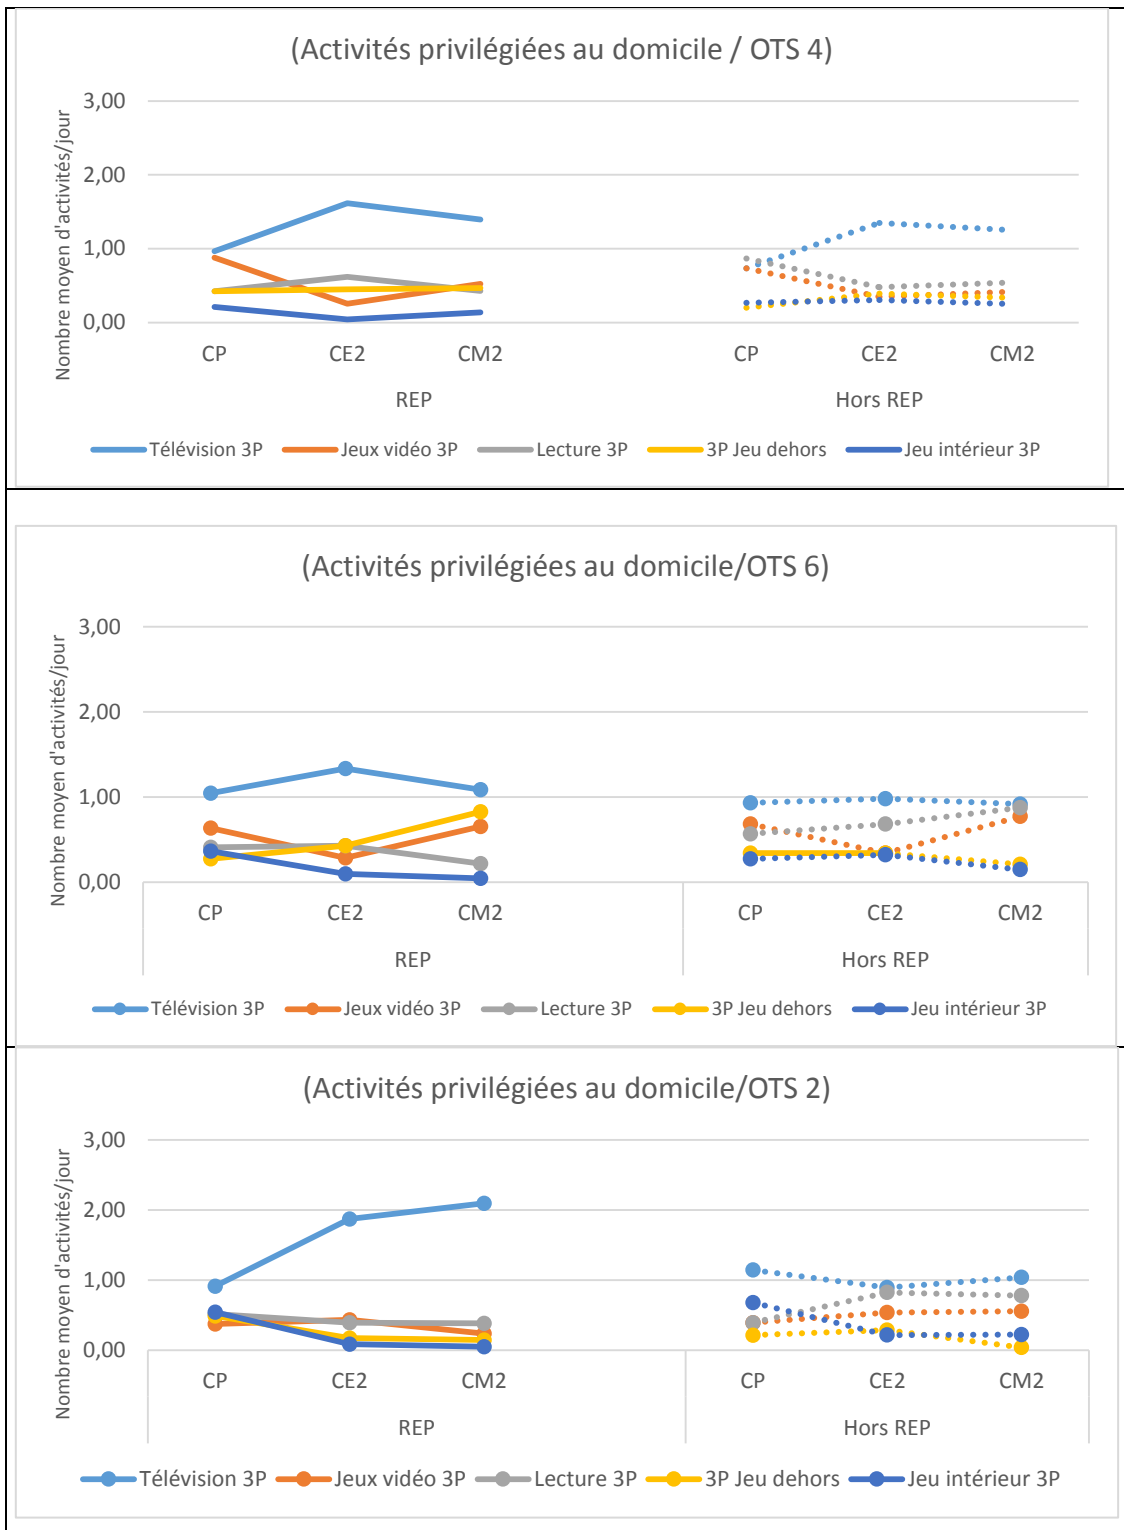 (Activités privilégiées au domicile / OTS 4)
Nombre moyen d'activités/jour
3,00
2,00
1,00
0,00
CP CE2 CM2 CP CE2 CM2
REP Hors REP
Télévision 3P Jeux vidéo 3P Lecture 3P 3P Jeu dehors Jeu intérieur 3P
(Activités privilégiées au domicile/OTS 6)
Nombre moyen d'activités/jour
3,00
2,00
1,00
0,00
CP CE2 CM2 CP CE2 CM2
REP Hors REP
Télévision 3P Jeux vidéo 3P Lecture 3P 3P Jeu dehors Jeu intérieur 3P
(Activités privilégiées au domicile/OTS 2)
Nombre moyen d'activités/jour
3,00
2,00
1,00
0,00
CP CE2 CM2 CP CE2 CM2
REP Hors REP
Télévision 3P Jeux vidéo 3P Lecture 3P 3P Jeu dehors Jeu intérieur 3P